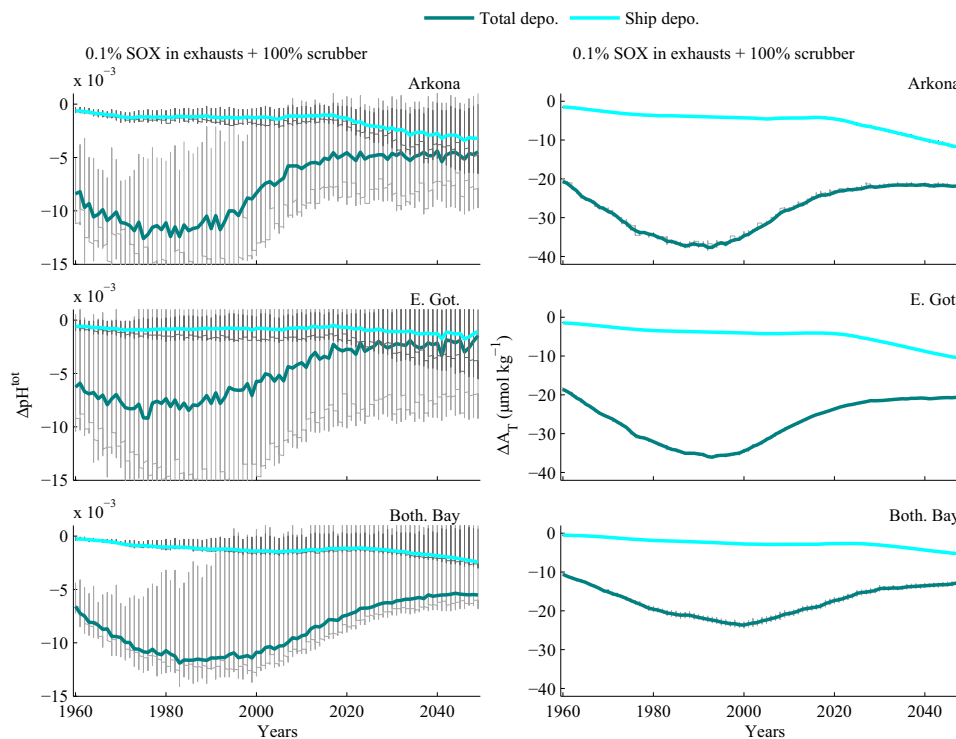 Total depo. Ship depo.
0.1% SOX in exhausts + 100% scrubber
0.1% SOX in exhausts + 100% scrubber
x 10⁻³
Arkona
0
−5
−10
−15
Arkona
0
−10
−20
−30
−40
x 10⁻³
E. Got.
0
−5
−10
−15
ΔpHᵗᵒᵗ
E. Got.
0
−10
−20
−30
−40
ΔA_T (μmol kg⁻¹)
x 10⁻³
Both. Bay
0
−5
−10
−15
1960 1980 2000 2020 2040
Years
Both. Bay
0
−10
−20
−30
−40
1960 1980 2000 2020 2040
Years